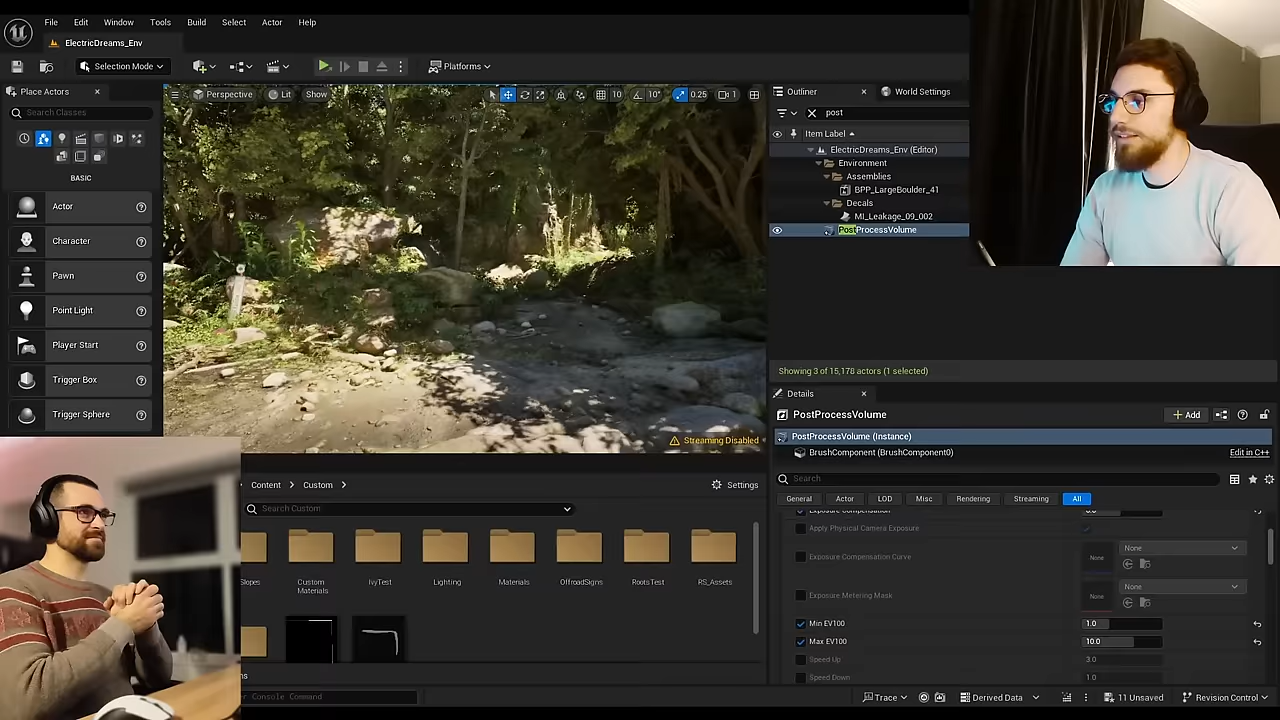 File Edit Window Tools Build Select Actor Help
ElectricDreams_Env
Selection Mode
Platforms
Place Actors
Search Classes
BASIC
Actor
Character
Pawn
Point Light
Player Start
Trigger Box
Trigger Sphere
Perspective Lit Show 10 10° 0.25 1
Streaming Disabled
Outliner World Settings
post
Item Label
ElectricDreams_Env (Editor)
Environment
Assemblies
BPP_LargeBoulder_41
Decals
MI_Leakage_09_002
PostProcessVolume
Showing 3 of 15,178 actors (1 selected)
Details
PostProcessVolume
Add
PostProcessVolume (Instance)
BrushComponent (BrushComponent0)
Edit in C++
Search
General Actor LOD Misc Rendering Streaming All
Exposure Compensation
Apply Physical Camera Exposure
Exposure Compensation Curve
None
None
Exposure Metering Mask
None
None
Min EV100 1.0
Max EV100 10.0
Speed Up 3.0
Speed Down 1.0
Content Custom
Settings
Search Custom
Custom Materials
IvyTest
Lighting
Materials
OffroadSigns
RootsTest
RS_Assets
Console Command
Trace Derived Data 11 Unsaved Revision Control